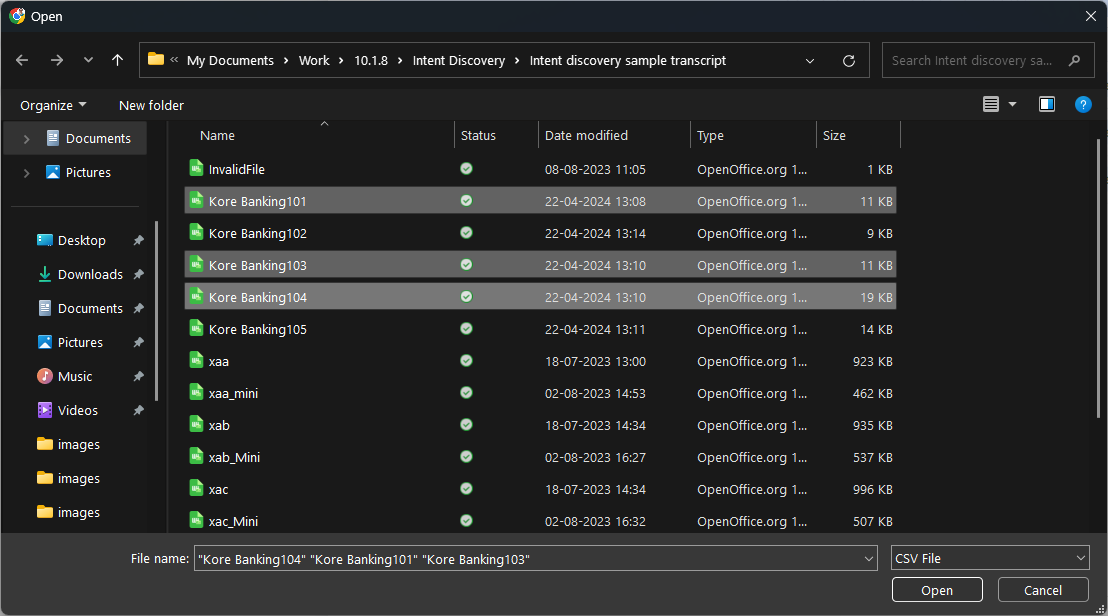 Open
« My Documents › Work › 10.1.8 › Intent Discovery › Intent discovery sample transcript
Search Intent discovery sa...
Organize New folder
?
Documents
Pictures
Desktop
Downloads
Documents
Pictures
Music
Videos
images
images
images
Name Status Date modified Type Size
InvalidFile 08-08-2023 11:05 OpenOffice.org 1... 1 KB
Kore Banking101 22-04-2024 13:08 OpenOffice.org 1... 11 KB
Kore Banking102 22-04-2024 13:14 OpenOffice.org 1... 9 KB
Kore Banking103 22-04-2024 13:10 OpenOffice.org 1... 11 KB
Kore Banking104 22-04-2024 13:10 OpenOffice.org 1... 19 KB
Kore Banking105 22-04-2024 13:11 OpenOffice.org 1... 14 KB
xaa 18-07-2023 13:00 OpenOffice.org 1... 923 KB
xaa_mini 02-08-2023 14:53 OpenOffice.org 1... 462 KB
xab 18-07-2023 14:34 OpenOffice.org 1... 935 KB
xab_Mini 02-08-2023 16:27 OpenOffice.org 1... 537 KB
xac 18-07-2023 14:34 OpenOffice.org 1... 996 KB
xac_Mini 02-08-2023 16:32 OpenOffice.org 1... 507 KB
File name: "Kore Banking104" "Kore Banking101" "Kore Banking103" CSV File
Open Cancel